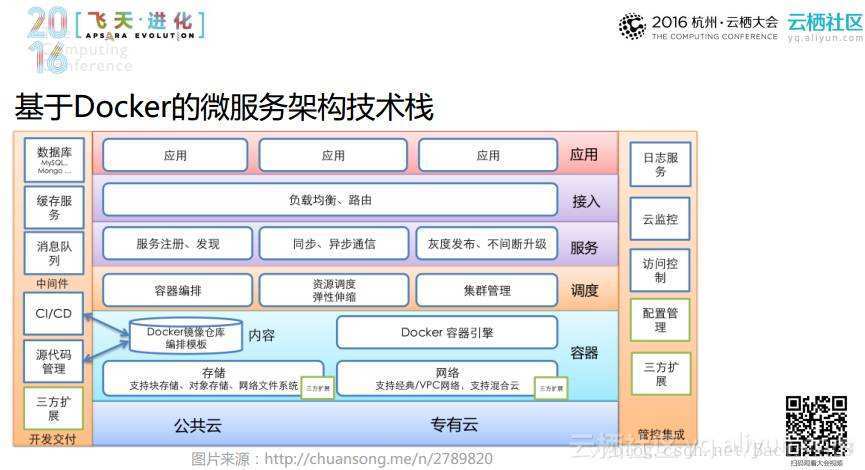 2016
[飞天·进化]
APSARA EVOLUTION
Computing
Conference
2016 杭州·云栖大会
THE COMPUTING CONFERENCE
云栖社区
yq.aliyun.com
基于Docker的微服务架构技术栈
数据库
MySQL,
Mongo ...
缓存服
务
消息队
列
中间件
CI/CD
源代码
管理
三方扩
展
开发交付
应用
应用
应用
应用
负载均衡、路由
接入
服务注册、发现
同步、异步通信
灰度发布、不间断升级
服务
容器编排
资源调度
弹性伸缩
集群管理
调度
Docker镜像仓库
编排模板
内容
Docker 容器引擎
容器
存储
支持块存储、对象存储、网络文件系统
三方扩展
网络
支持经典/VPC网络，支持混合云
三方扩展
公共云
专有云
日志服
务
云监控
访问控
制
配置管
理
三方扩
展
管控集成
图片来源：http://chuansong.me/n/2789820
云栖社区 yq.aliyun.com
扫码观看大会视频